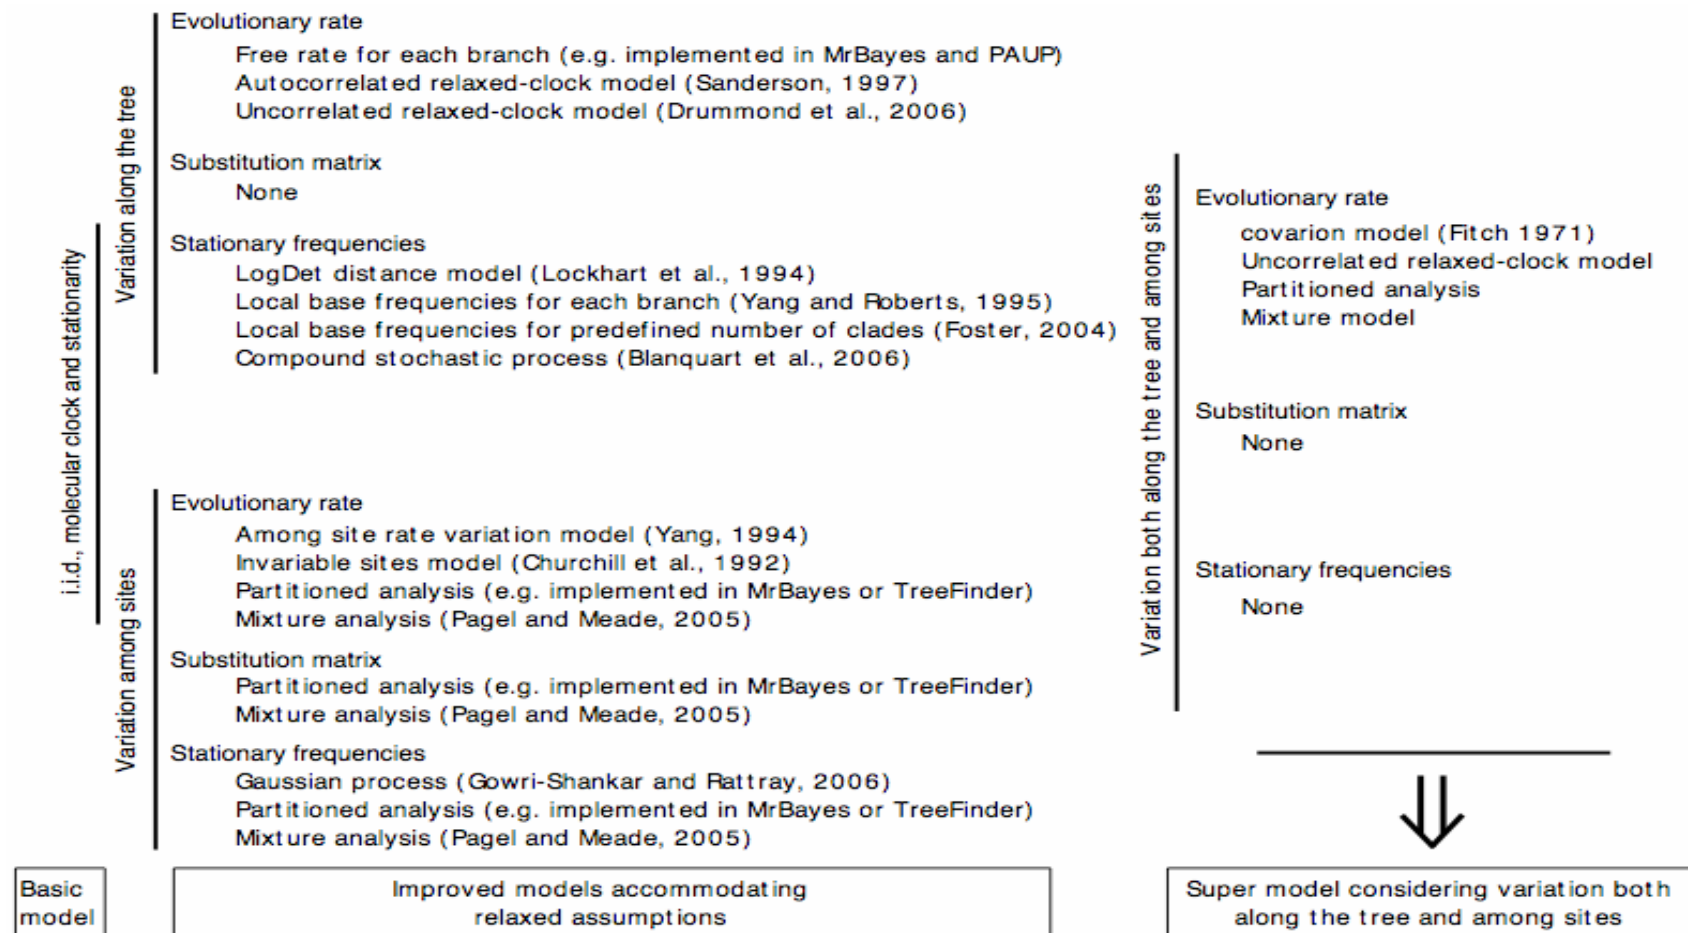 i.i.d., molecular clock and stationarity
Variation along the tree
Evolutionary rate
Free rate for each branch (e.g. implemented in MrBayes and PAUP)
Autocorrelated relaxed-clock model (Sanderson, 1997)
Uncorrelated relaxed-clock model (Drummond et al., 2006)
Substitution matrix
None
Stationary frequencies
LogDet distance model (Lockhart et al., 1994)
Local base frequencies for each branch (Yang and Roberts, 1995)
Local base frequencies for predefined number of clades (Foster, 2004)
Compound stochastic process (Blanquart et al., 2006)
Variation among sites
Evolutionary rate
Among site rate variation model (Yang, 1994)
Invariable sites model (Churchill et al., 1992)
Partitioned analysis (e.g. implemented in MrBayes or TreeFinder)
Mixture analysis (Pagel and Meade, 2005)
Substitution matrix
Partitioned analysis (e.g. implemented in MrBayes or TreeFinder)
Mixture analysis (Pagel and Meade, 2005)
Stationary frequencies
Gaussian process (Gowri-Shankar and Rattray, 2006)
Partitioned analysis (e.g. implemented in MrBayes or TreeFinder)
Mixture analysis (Pagel and Meade, 2005)
Variation both along the tree and among sites
Evolutionary rate
covarion model (Fitch 1971)
Uncorrelated relaxed-clock model
Partitioned analysis
Mixture model
Substitution matrix
None
Stationary frequencies
None
Basic
model
Improved models accommodating
relaxed assumptions
Super model considering variation both
along the tree and among sites